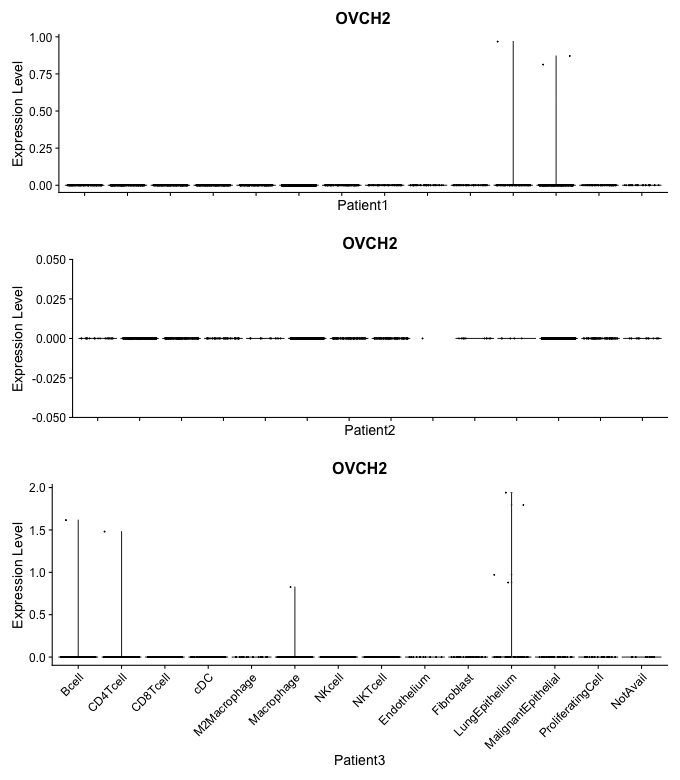 OVCH2
1.00
0.75
0.50
0.25
0.00
Expression Level
Patient1
OVCH2
0.050
0.025
0.000
-0.025
-0.050
Expression Level
Patient2
OVCH2
2.0
1.5
1.0
0.5
0.0
Expression Level
Bcell
CD4Tcell
CD8Tcell
cDC
M2Macrophage
Macrophage
NKcell
NKTcell
Endothelium
Fibroblast
LungEpithelium
MalignantEpithelial
ProliferatingCell
NotAvail
Patient3